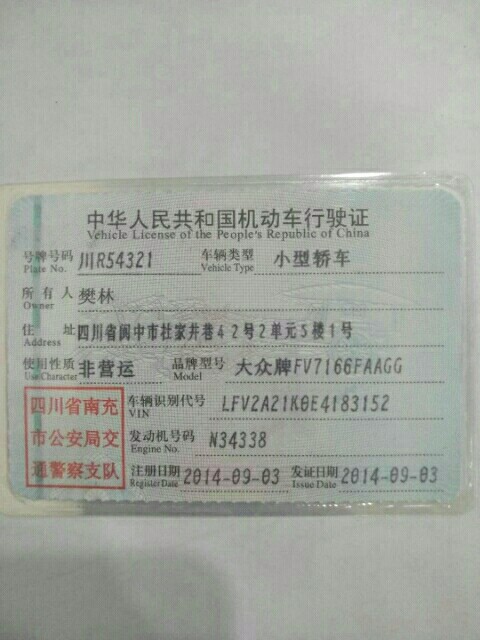 中华人民共和国机动车行驶证
Vehicle License of the People's Republic of China
号牌号码 川R54321 车辆类型 小型轿车
Plate No. Vehicle Type
所有人 樊林
Owner
住址 四川省阆中市杜家井巷42号2单元5楼1号
Address
使用性质 非营运 品牌型号 大众牌FV7166FAAGG
Use Character Model
四川省南充
市公安局交
通警察支队
车辆识别代号 LFV2A21K0E4183152
VIN
发动机号码 N34338
Engine No.
注册日期 2014-09-03 发证日期 2014-09-03
Register Date Issue Date